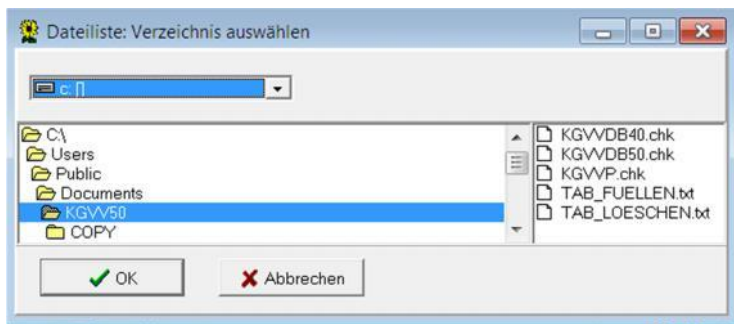 Dateiliste: Verzeichnis auswählen
c: []
C:\
Users
Public
Documents
KGVV50
COPY
KGVVDB40.chk
KGVVDB50.chk
KGVVP.chk
TAB_FUELLEN.txt
TAB_LOESCHEN.txt
OK
Abbrechen